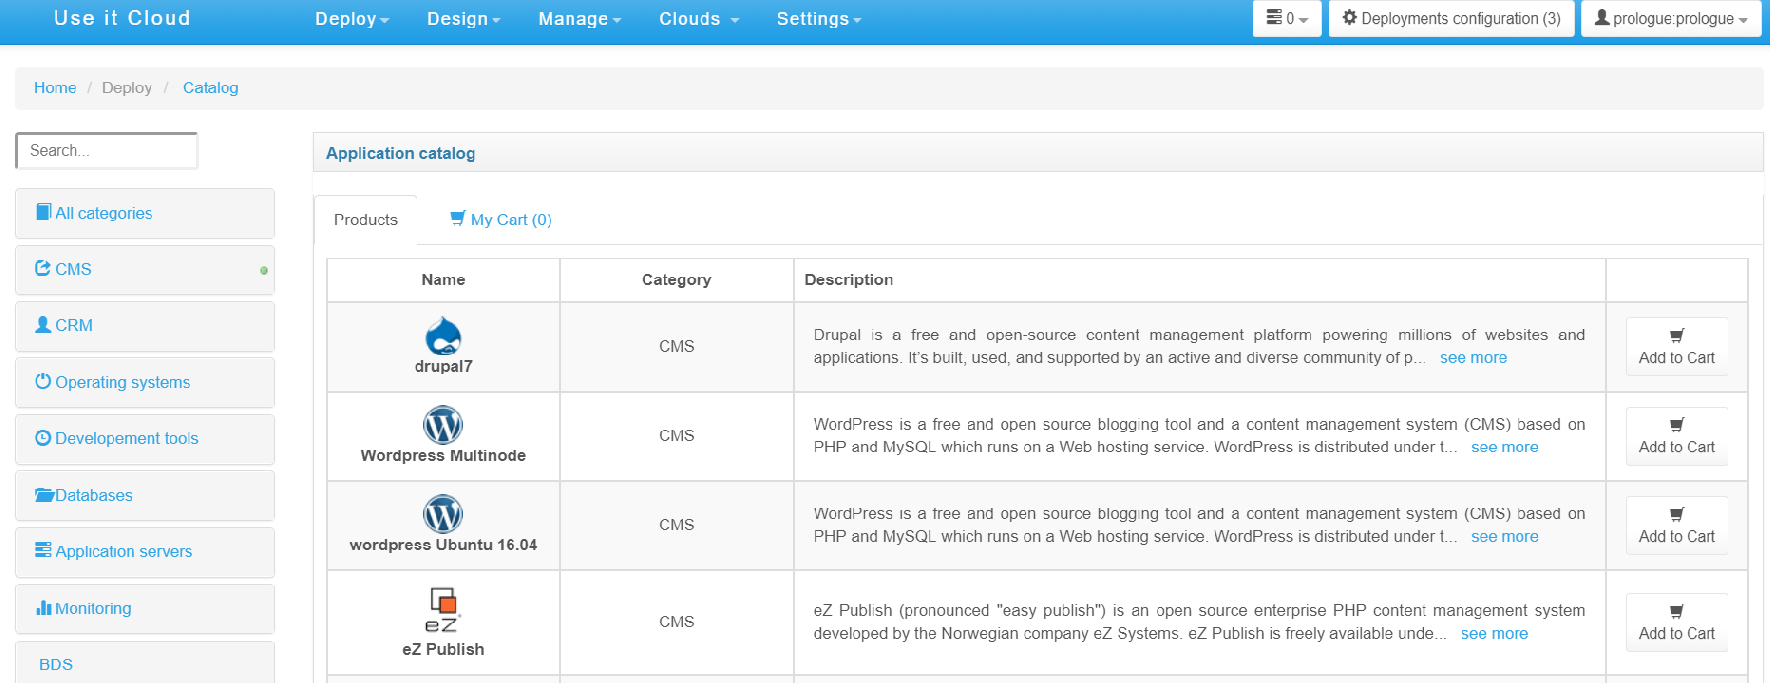 Use it Cloud
Deploy
Design
Manage
Clouds
Settings
0
Deployments configuration (3)
prologue:prologue
Home / Deploy / Catalog
Search...
All categories
CMS
CRM
Operating systems
Developement tools
Databases
Application servers
Monitoring
BDS
Application catalog
Products
My Cart (0)
Name
Category
Description
drupal7
CMS
Drupal is a free and open-source content management platform powering millions of websites and
applications. It's built, used, and supported by an active and diverse community of p... see more
Add to Cart
Wordpress Multinode
CMS
WordPress is a free and open source blogging tool and a content management system (CMS) based on
PHP and MySQL which runs on a Web hosting service. WordPress is distributed under t... see more
Add to Cart
wordpress Ubuntu 16.04
CMS
WordPress is a free and open source blogging tool and a content management system (CMS) based on
PHP and MySQL which runs on a Web hosting service. WordPress is distributed under t... see more
Add to Cart
eZ
eZ Publish
CMS
eZ Publish (pronounced "easy publish") is an open source enterprise PHP content management system
developed by the Norwegian company eZ Systems. eZ Publish is freely available unde... see more
Add to Cart